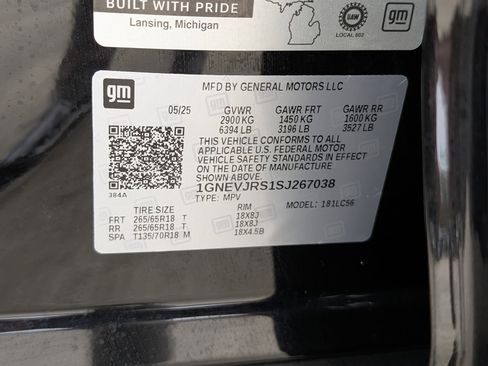 BUILT WITH PRIDE
Lansing, Michigan
UAW
LOCAL 602
gm
gm
MFD BY GENERAL MOTORS LLC
05/25 GVWR GAWR FRT GAWR RR
2900 KG 1450 KG 1600 KG
6394 LB 3196 LB 3527 LB
THIS VEHICLE CONFORMS TO ALL
APPLICABLE U.S. FEDERAL MOTOR
VEHICLE SAFETY STANDARDS IN EFFECT
ON THE DATE OF MANUFACTURE
SHOWN ABOVE.
1GNEVJRS1SJ267038
TYPE: MPV MODEL: 181LC56
384A
TIRE SIZE RIM
FRT 265/65R18 T 18X8J
RR 265/65R18 T 18X8J
SPA T135/70R18 M 18X4.5B